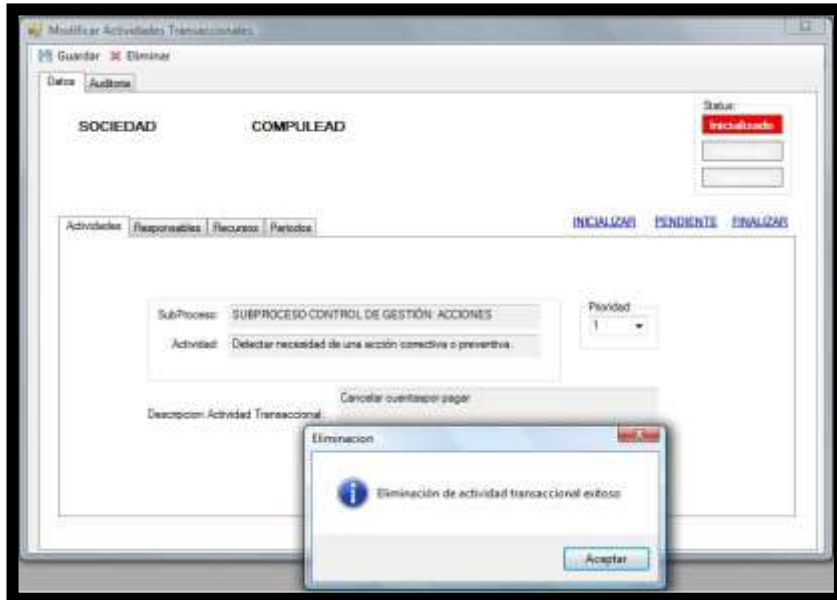 Modificar Actividades Transaccionales
Guardar Eliminar
Datos Auditoria
Status:
SOCIEDAD COMPULEAD
Inicializado
Actividades Responsables Recursos Periodos INICIALIZAR PENDIENTE FINALIZAR
SubProceso: SUBPROCESO CONTROL DE GESTIÓN: ACCIONES
Prioridad
1
Actividad: Detectar necesidad de una acción correctiva o preventiva.
Cancelar cuentaspor pagar
Descripcion Actividad Transaccional:
Eliminacion
Eliminación de actividad transaccional exitoso
Aceptar